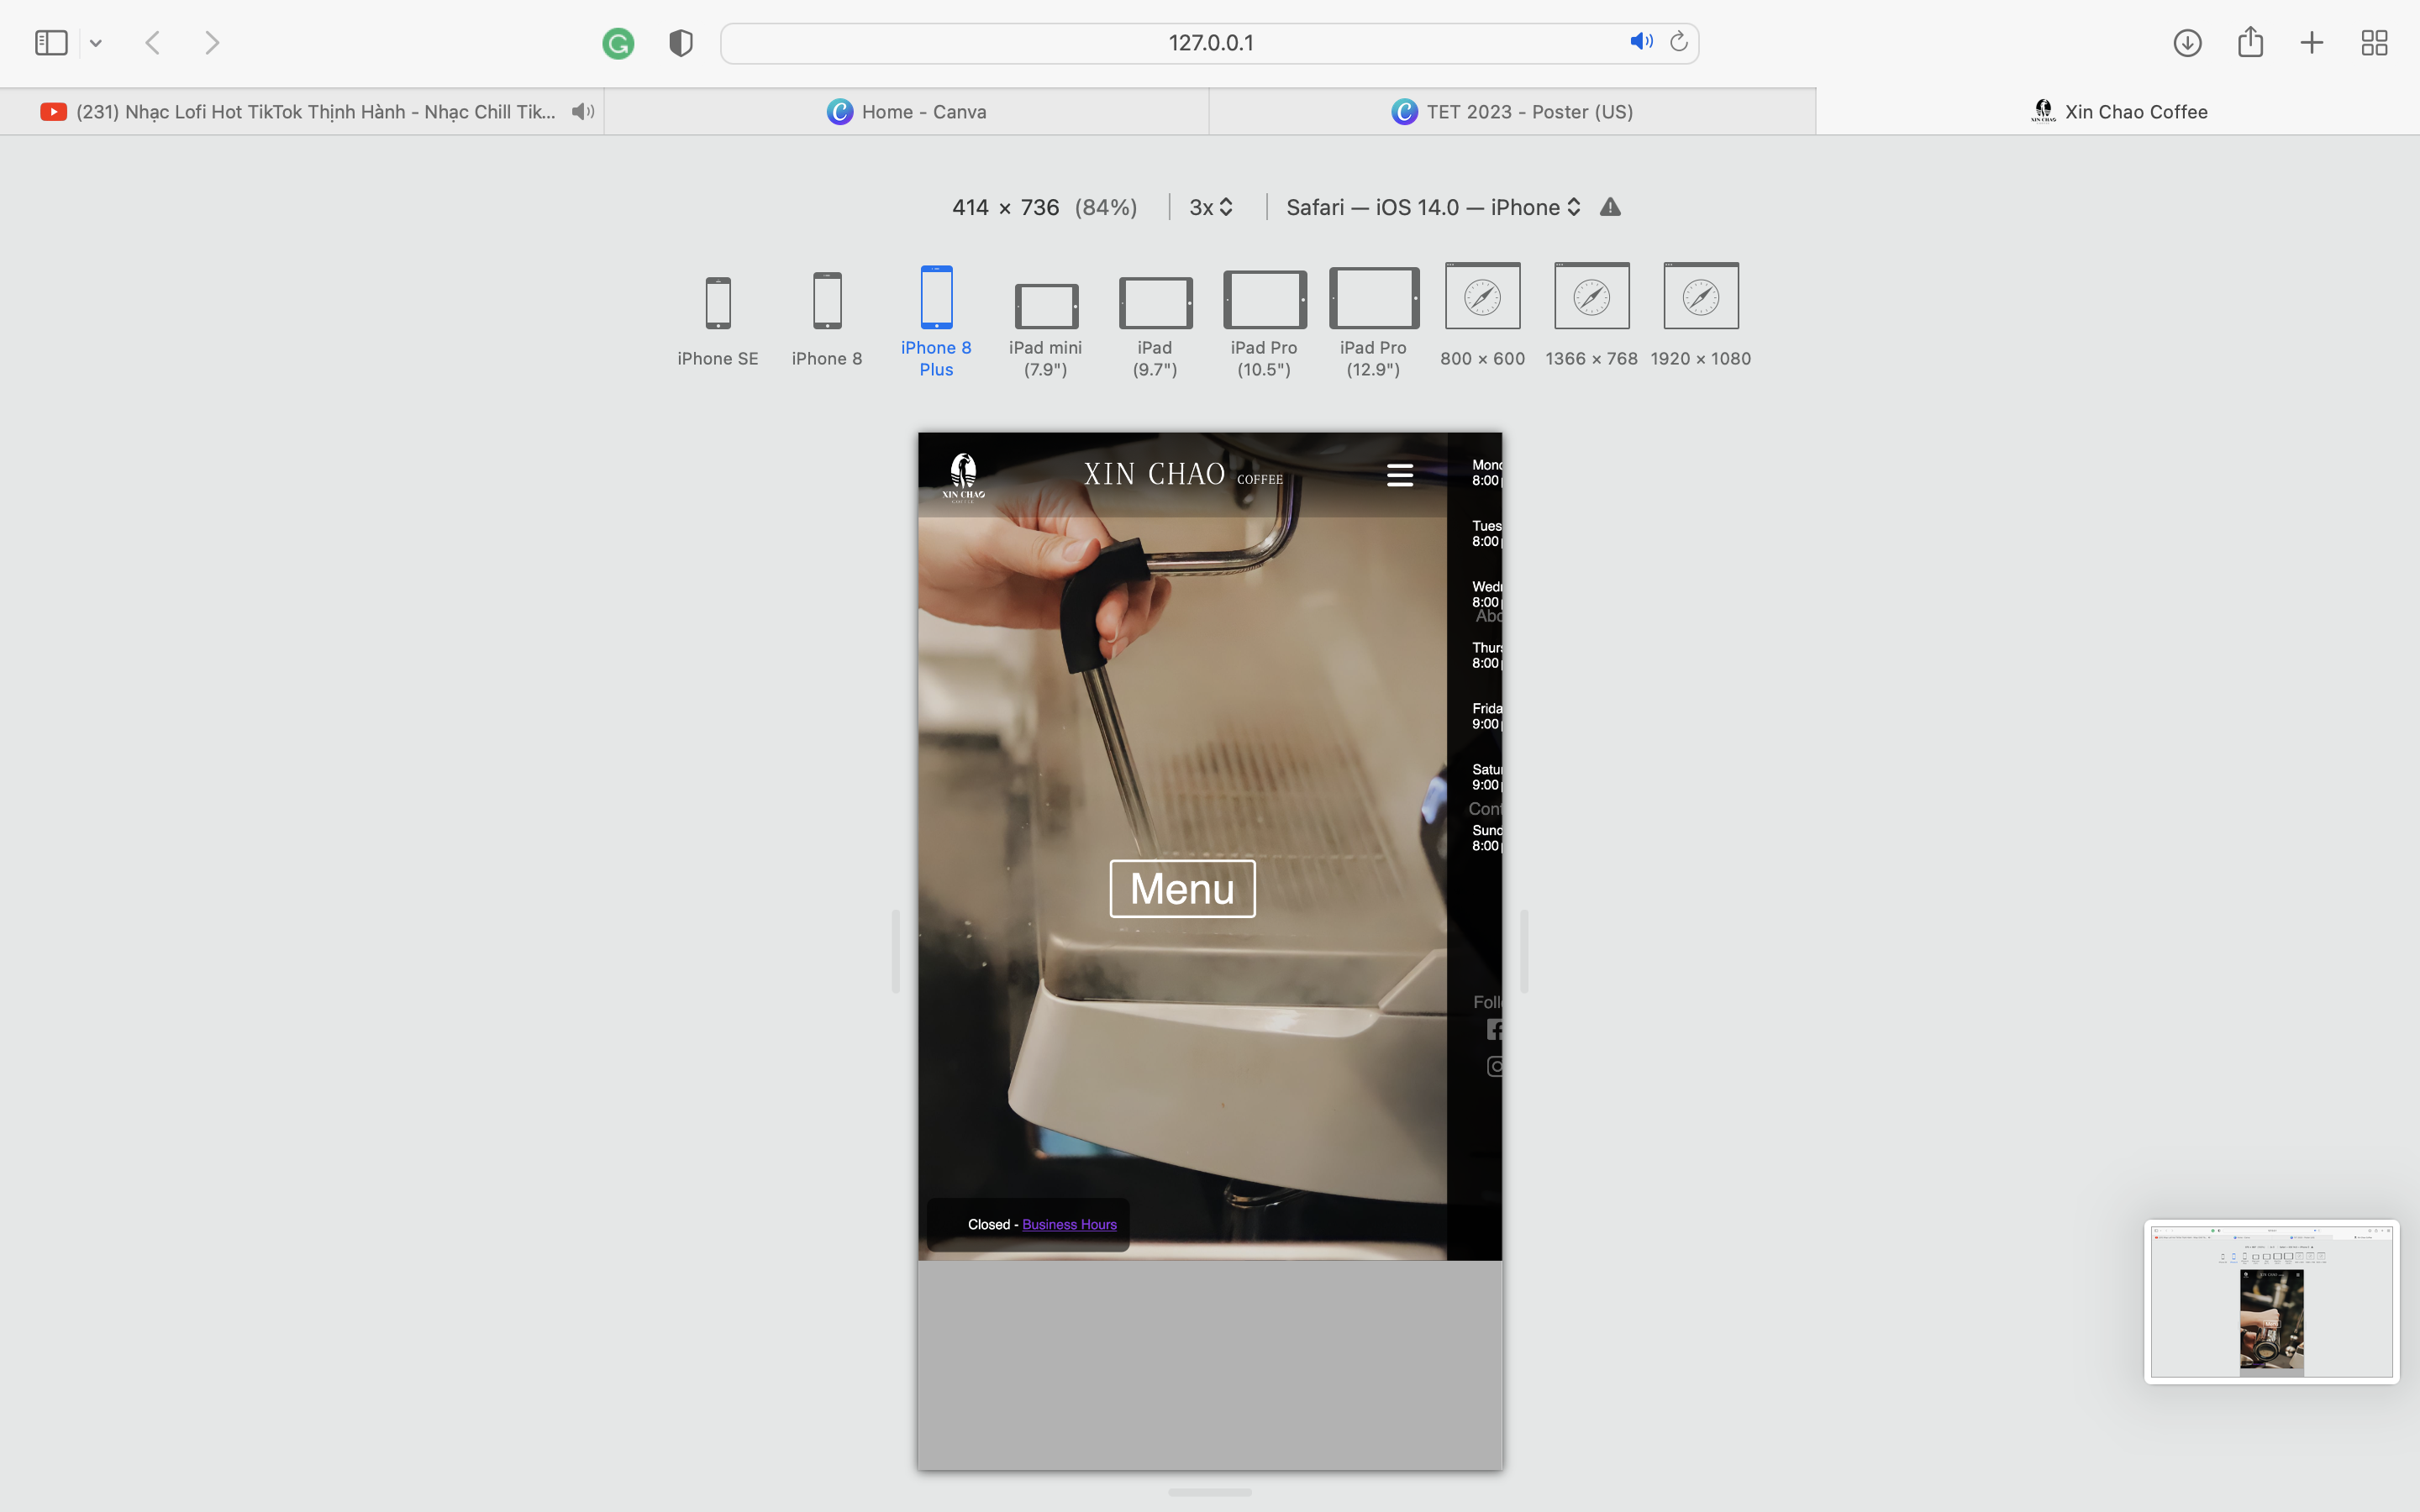 127.0.0.1
(231) Nhạc Lofi Hot TikTok Thịnh Hành - Nhạc Chill Tik...
Home - Canva
TET 2023 - Poster (US)
Xin Chao Coffee
414 × 736 (84%)
3x
Safari — iOS 14.0 — iPhone
iPhone SE
iPhone 8
iPhone 8
Plus
iPad mini
(7.9")
iPad
(9.7")
iPad Pro
(10.5")
iPad Pro
(12.9")
800 × 600
1366 × 768
1920 × 1080
XIN CHAO
XIN CHAO COFFEE
Mond
8:00
Tues
8:00
Wed
8:00
Abo
Thurs
8:00
Frida
9:00
Satur
9:00
Cont
Sund
8:00
Menu
Foll
Closed - Business Hours